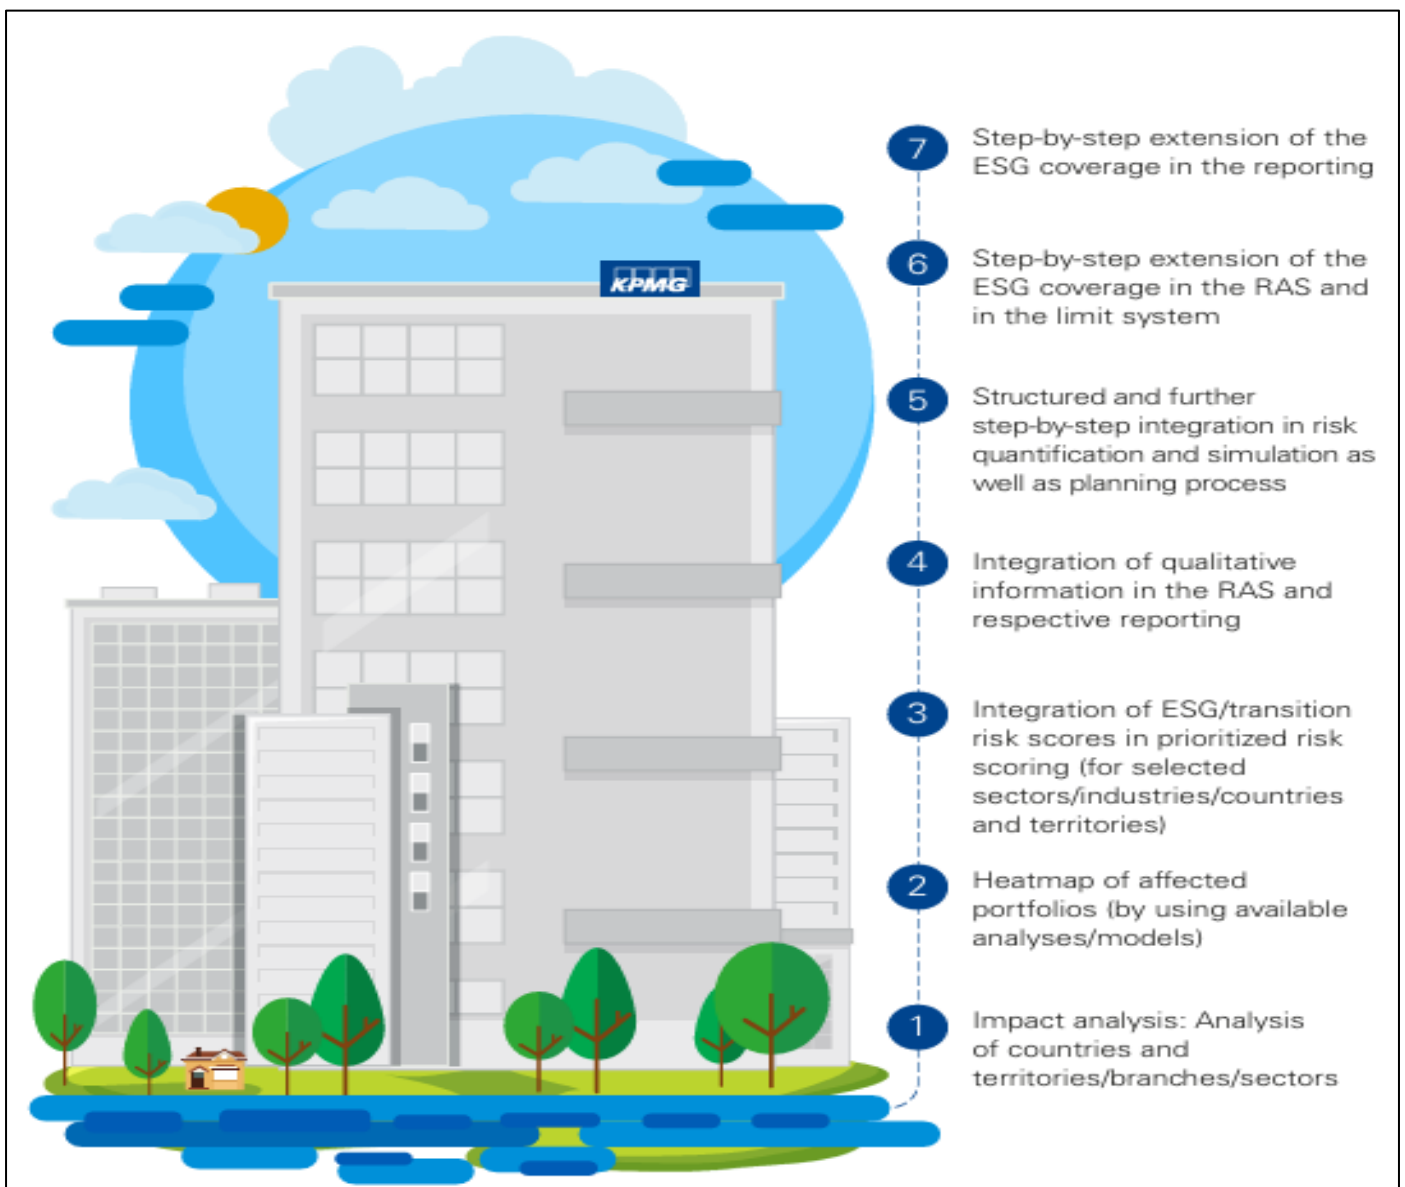 KPMG
7
Step-by-step extension of the
ESG coverage in the reporting
6
Step-by-step extension of the
ESG coverage in the RAS and
in the limit system
5
Structured and further
step-by-step integration in risk
quantification and simulation as
well as planning process
4
Integration of qualitative
information in the RAS and
respective reporting
3
Integration of ESG/transition
risk scores in prioritized risk
scoring (for selected
sectors/industries/countries
and territories)
2
Heatmap of affected
portfolios (by using available
analyses/models)
1
Impact analysis: Analysis
of countries and
territories/branches/sectors